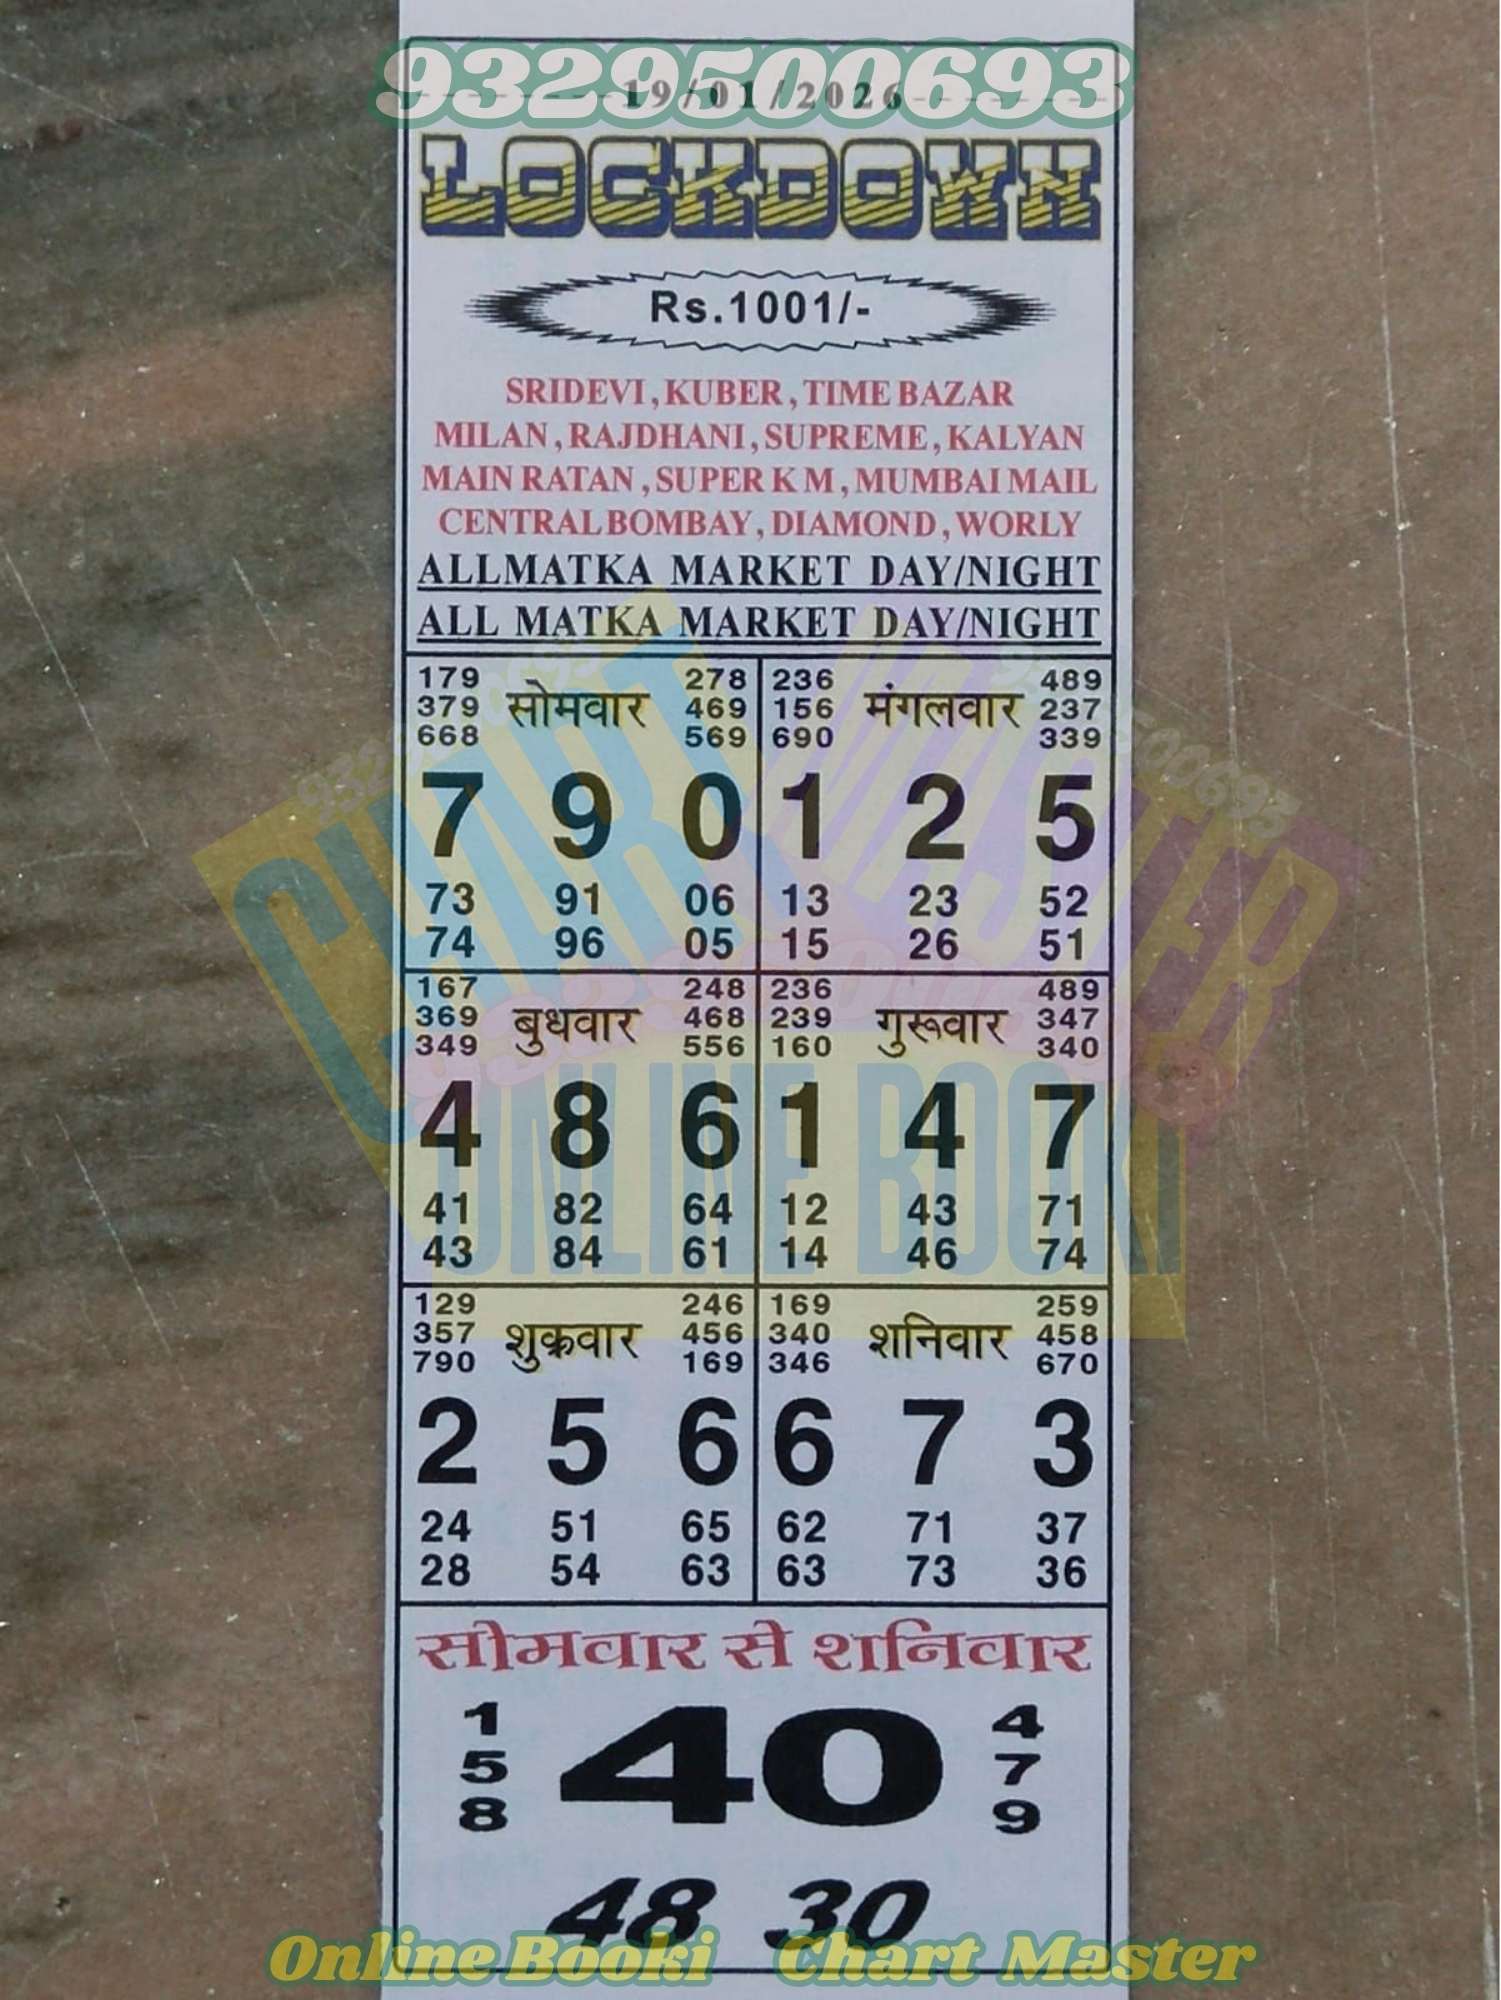 9329500693
19/01/2026
LOCKDOWN
Rs.1001/-
SRIDEVI, KUBER, TIME BAZAR
MILAN, RAJDHANI, SUPREME, KALYAN
MAIN RATAN, SUPER K M, MUMBAI MAIL
CENTRAL BOMBAY, DIAMOND, WORLY
ALLMATKA MARKET DAY/NIGHT
ALL MATKA MARKET DAY/NIGHT
179 278
379 सोमवार 469
668 569
7 9 0
73 91 06
74 96 05
236 489
156 मंगलवार 237
690 339
1 2 5
13 23 52
15 26 51
167 248
369 बुधवार 468
349 556
4 8 6
41 82 64
43 84 61
236 489
239 गुरूवार 347
160 340
1 4 7
12 43 71
14 46 74
129 246
357 शुक्रवार 456
790 169
2 5 6
24 51 65
28 54 63
169 259
340 शनिवार 458
346 670
6 7 3
62 71 37
63 73 36
सोमवार से शनिवार
1 4
5 40 7
8 9
48 30
CHART MASTER
ONLINE BOOKI
Online Booki Chart Master